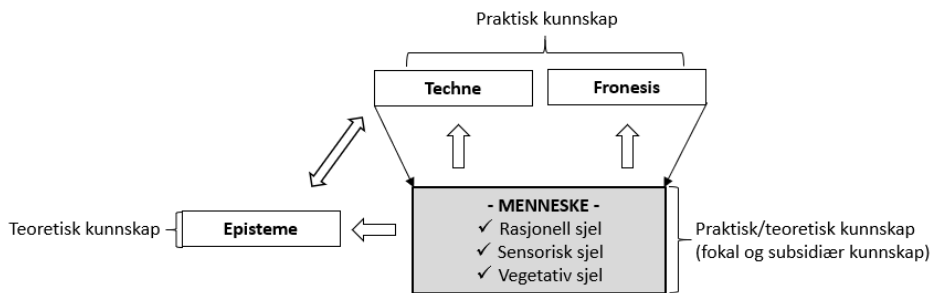 Praktisk kunnskap
Techne
Fronesis
- MENNESKE -
✓ Rasjonell sjel
✓ Sensorisk sjel
✓ Vegetativ sjel
Teoretisk kunnskap
Episteme
Praktisk/teoretisk kunnskap
(fokal og subsidiær kunnskap)